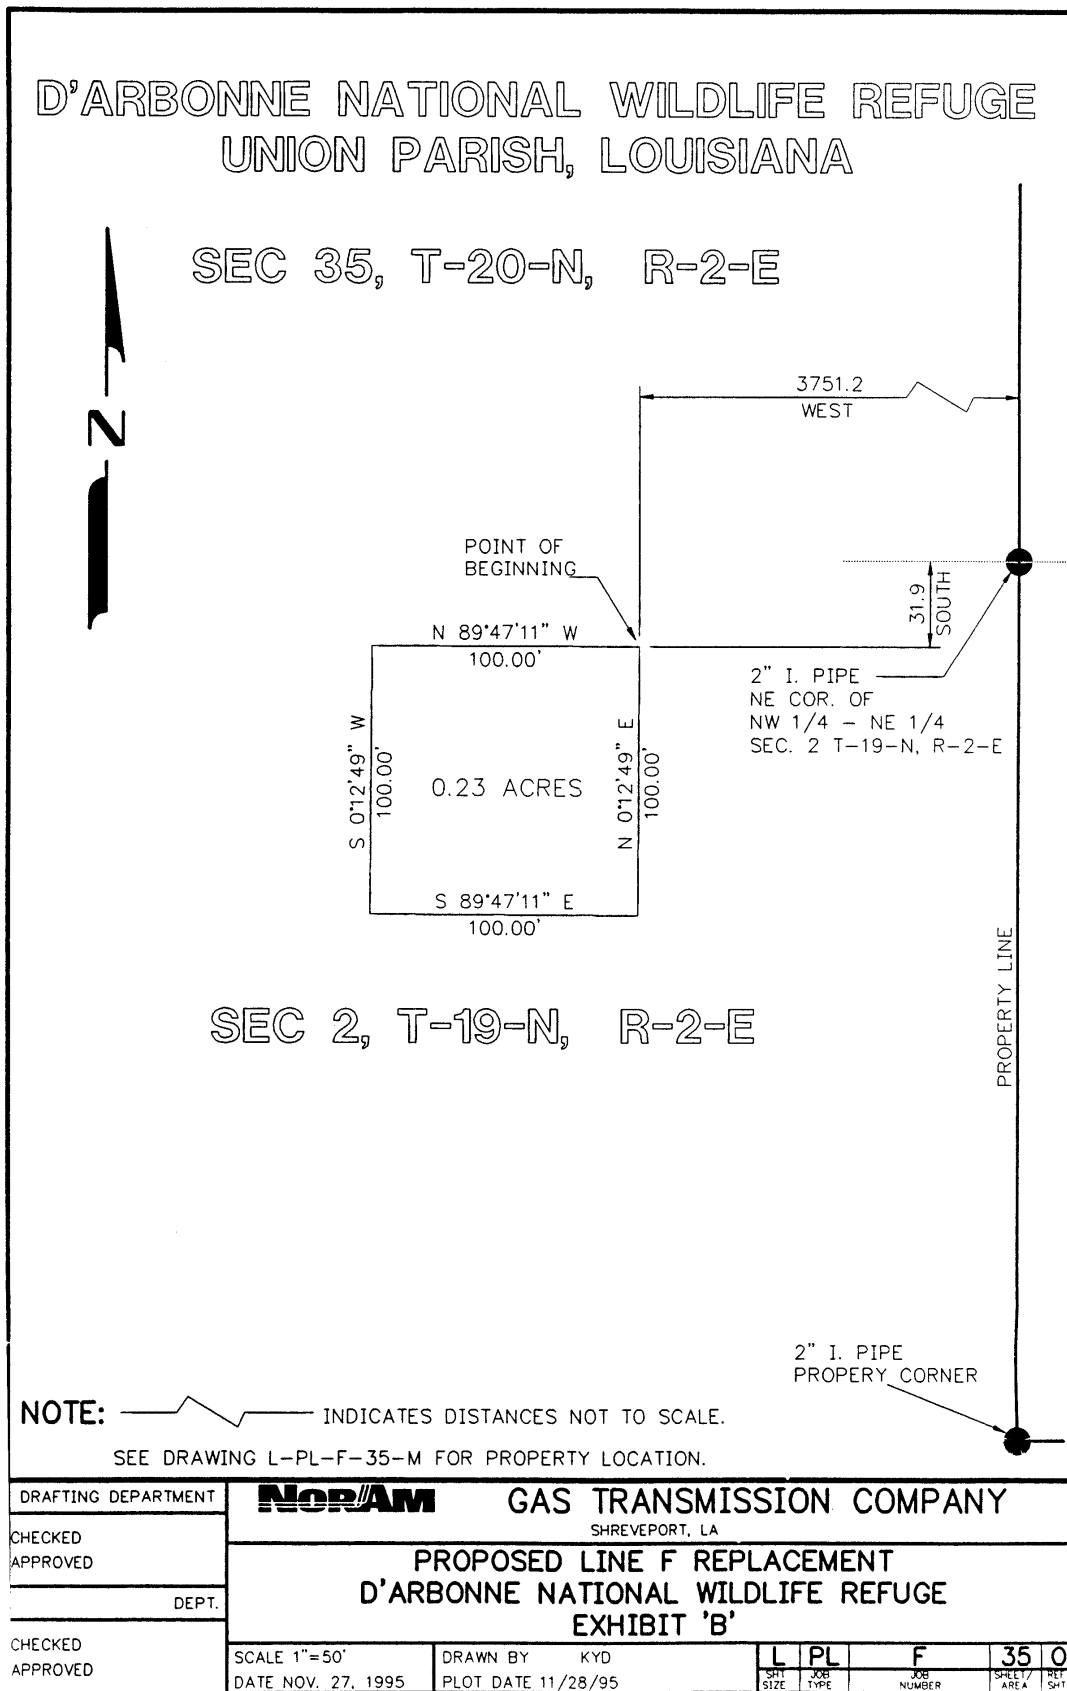 D'ARBONNE NATIONAL WILDLIFE REFUGE
UNION PARISH, LOUISIANA
SEC 35, T-20-N, R-2-E
N
3751.2
WEST
POINT OF
BEGINNING
31.9
SOUTH
N 89°47'11" W
100.00'
2" I. PIPE
NE COR. OF
NW 1/4 - NE 1/4
SEC. 2 T-19-N, R-2-E
S 0°12'49" W
100.00'
0.23 ACRES
N 0°12'49" E
100.00'
S 89°47'11" E
100.00'
PROPERTY LINE
SEC 2, T-19-N, R-2-E
2" I. PIPE
PROPERY CORNER
NOTE: INDICATES DISTANCES NOT TO SCALE.
SEE DRAWING L-PL-F-35-M FOR PROPERTY LOCATION.
DRAFTING DEPARTMENT
CHECKED
APPROVED
DEPT.
CHECKED
APPROVED
NORAM GAS TRANSMISSION COMPANY
SHREVEPORT, LA
PROPOSED LINE F REPLACEMENT
D'ARBONNE NATIONAL WILDLIFE REFUGE
EXHIBIT 'B'
SCALE 1"=50'
DATE NOV. 27, 1995
DRAWN BY KYD
PLOT DATE 11/28/95
L PL F 35 O
SHT SIZE
JOB TYPE
JOB NUMBER
SHEET/ AREA
REF SHT